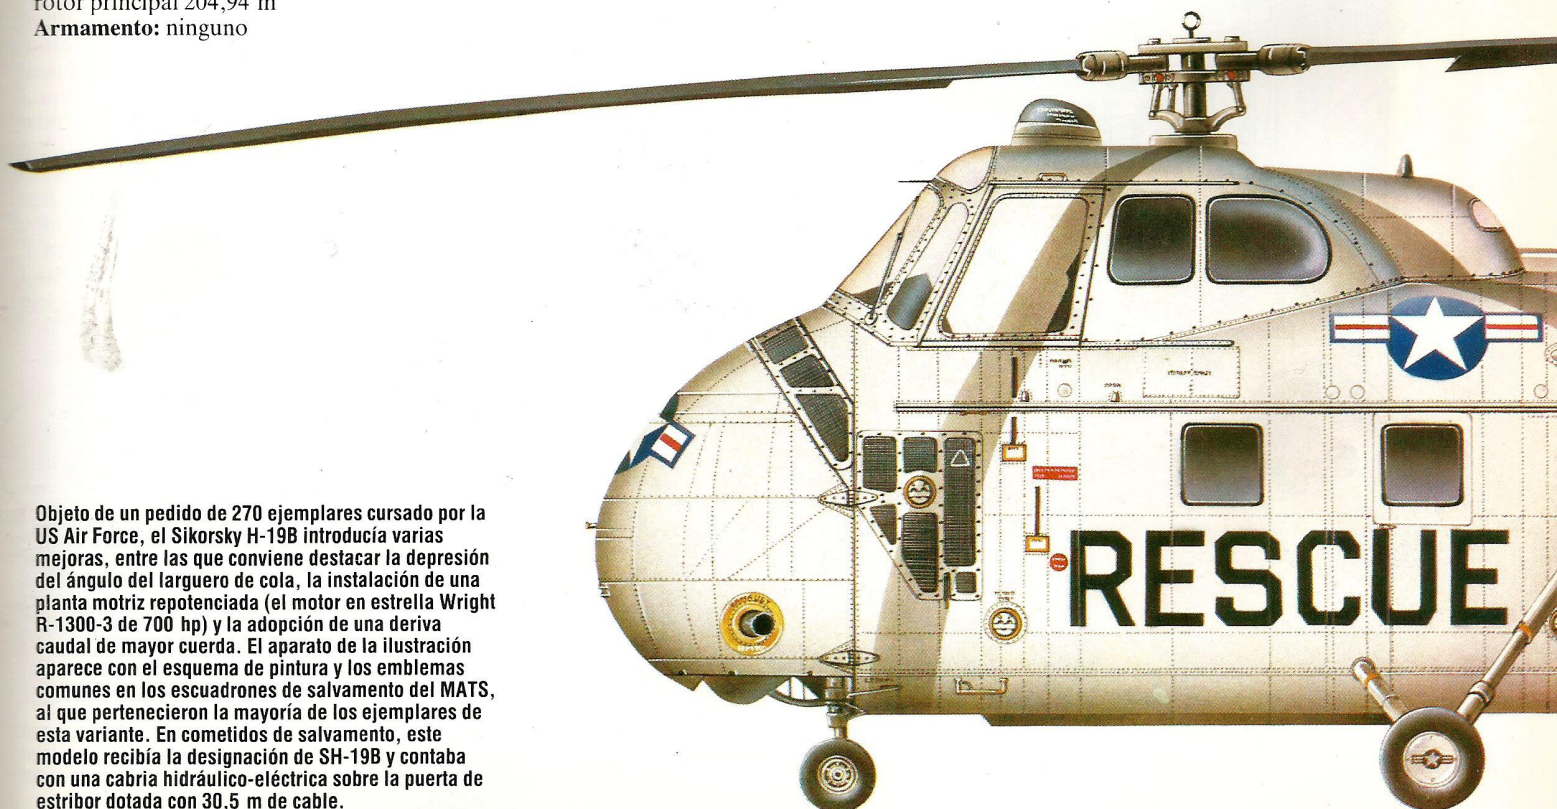 rotor principal 204,94 m
Armamento: ninguno
Objeto de un pedido de 270 ejemplares cursado por la
US Air Force, el Sikorsky H-19B introducía varias
mejoras, entre las que conviene destacar la depresión
del ángulo del larguero de cola, la instalación de una
planta motriz repotenciada (el motor en estrella Wright
R-1300-3 de 700 hp) y la adopción de una deriva
caudal de mayor cuerda. El aparato de la ilustración
aparece con el esquema de pintura y los emblemas
comunes en los escuadrones de salvamento del MATS,
al que pertenecieron la mayoría de los ejemplares de
esta variante. En cometidos de salvamento, este
modelo recibía la designación de SH-19B y contaba
con una cabria hidráulico-eléctrica sobre la puerta de
estribor dotada con 30,5 m de cable.
RESCUE